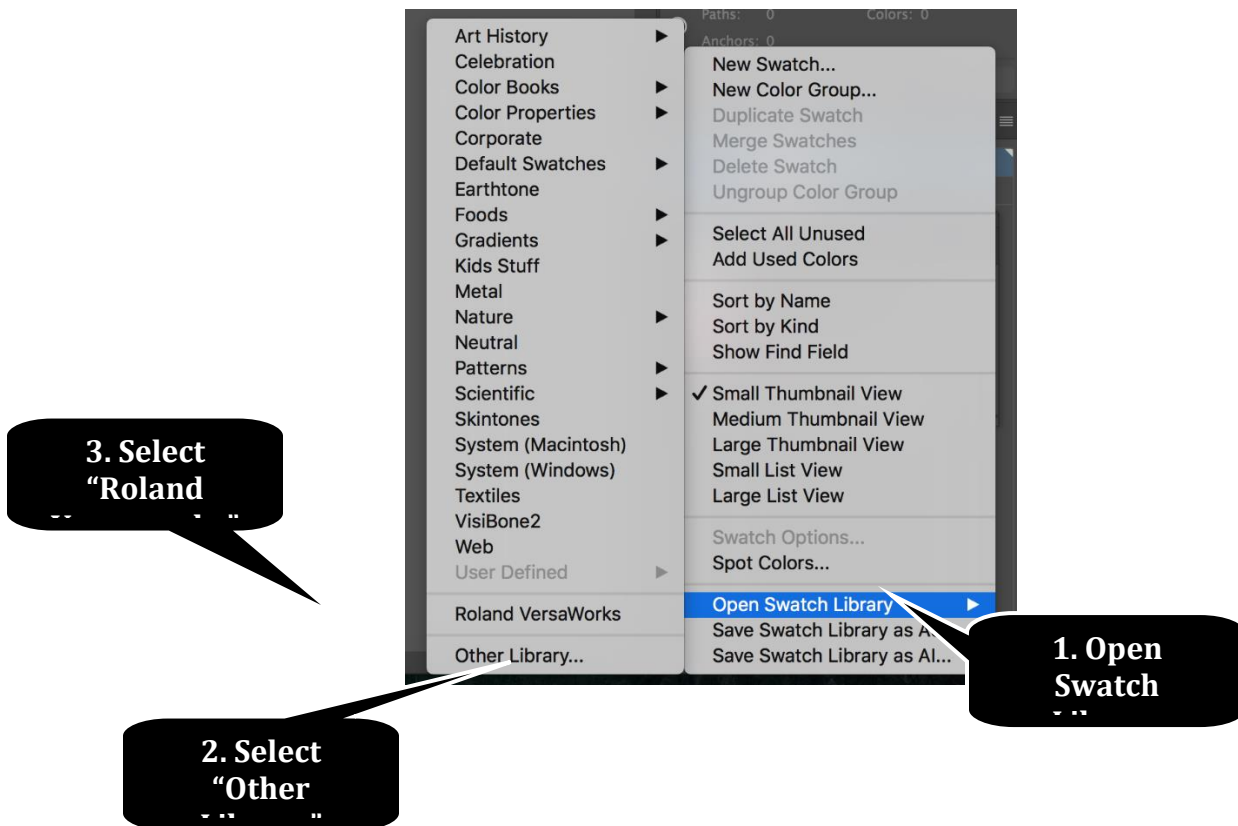 Paths: 0 Colors: 0
Anchors: 0
Art History
Celebration
Color Books
Color Properties
Corporate
Default Swatches
Earthtone
Foods
Gradients
Kids Stuff
Metal
Nature
Neutral
Patterns
Scientific
Skintones
System (Macintosh)
System (Windows)
Textiles
VisiBone2
Web
User Defined
Roland VersaWorks
Other Library...
New Swatch...
New Color Group...
Duplicate Swatch
Merge Swatches
Delete Swatch
Ungroup Color Group
Select All Unused
Add Used Colors
Sort by Name
Sort by Kind
Show Find Field
✓ Small Thumbnail View
Medium Thumbnail View
Large Thumbnail View
Small List View
Large List View
Swatch Options...
Spot Colors...
Open Swatch Library
Save Swatch Library as A
Save Swatch Library as AI...
3. Select
“Roland
1. Open
Swatch
2. Select
“Other